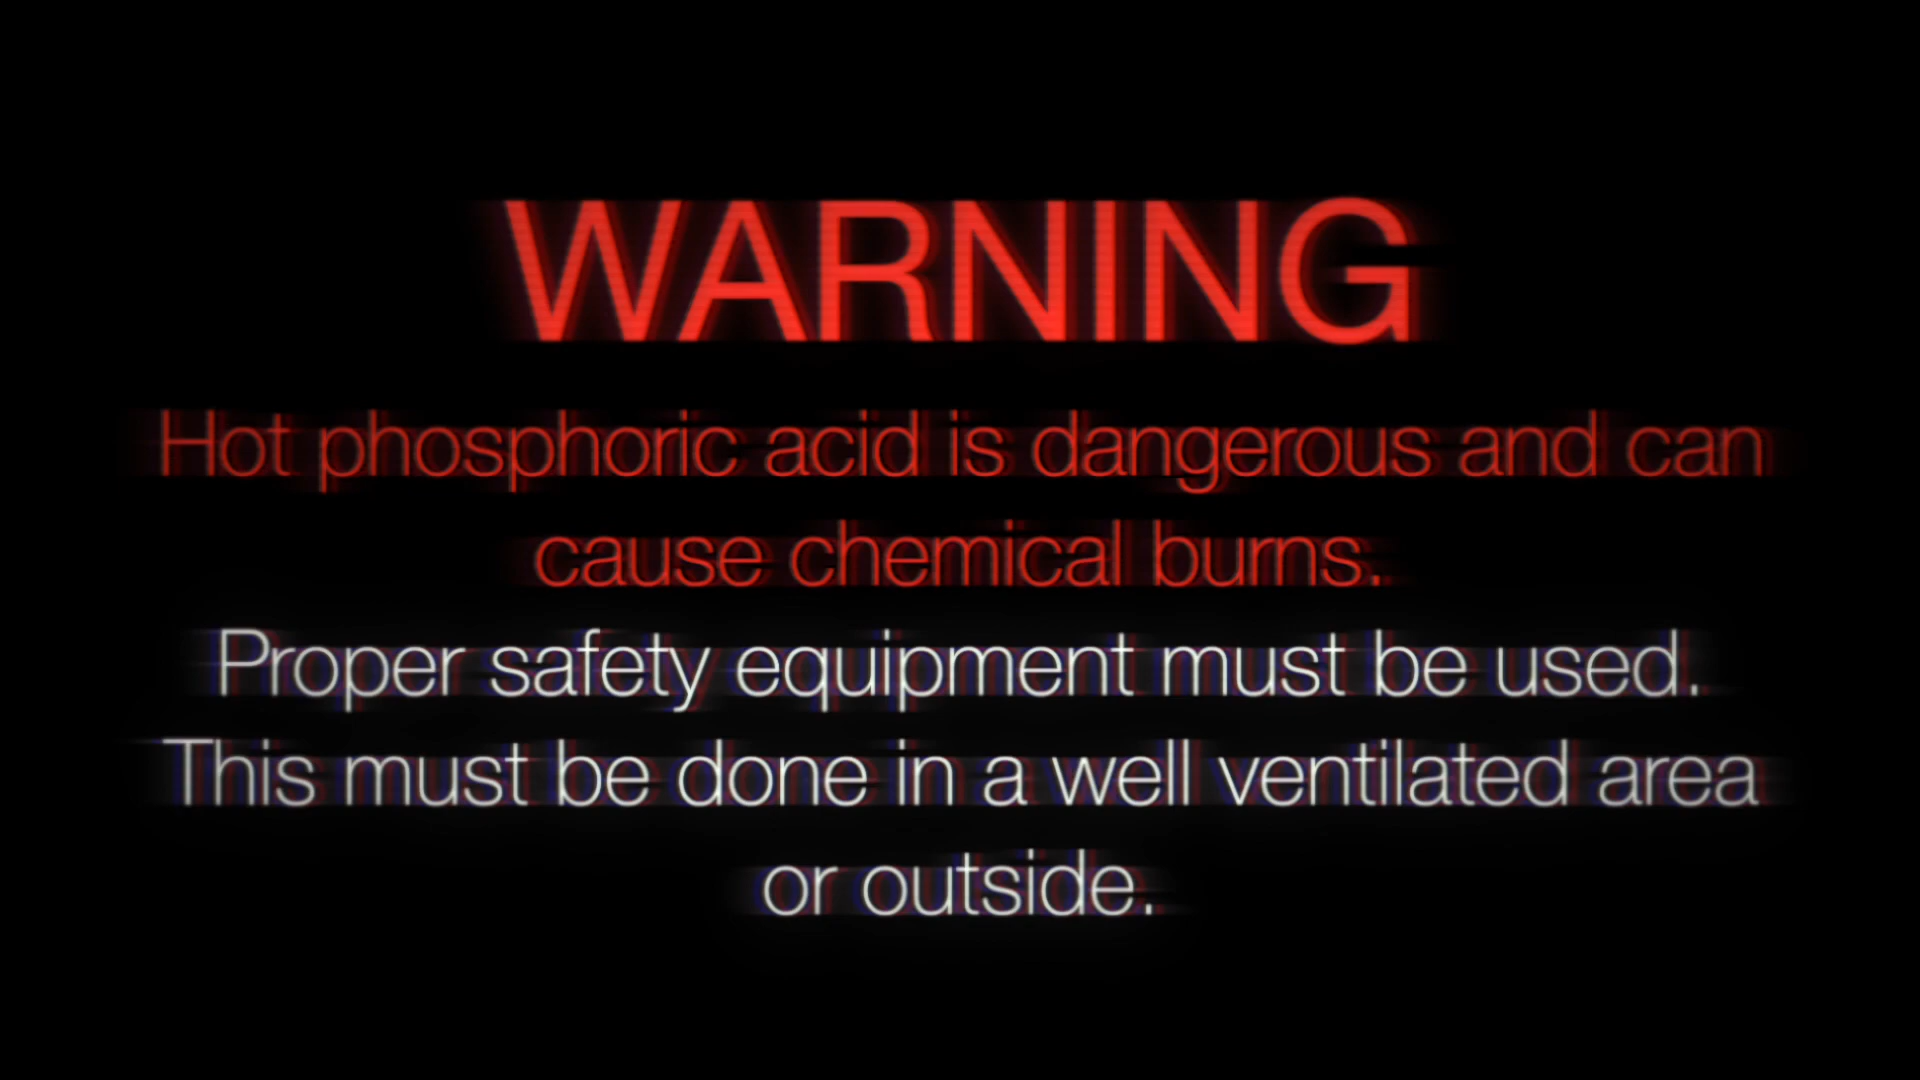 WARNING
Hot phosphoric acid is dangerous and can
cause chemical burns.
Proper safety equipment must be used.
This must be done in a well ventilated area
or outside.